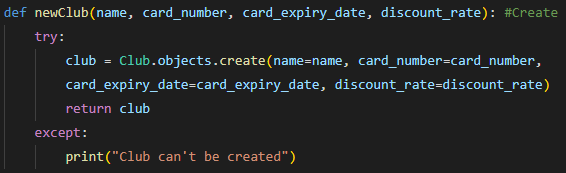 def newClub(name, card_number, card_expiry_date, discount_rate): #Create
    try:
        club = Club.objects.create(name=name, card_number=card_number,
        card_expiry_date=card_expiry_date, discount_rate=discount_rate)
        return club
    except:
        print("Club can't be created")